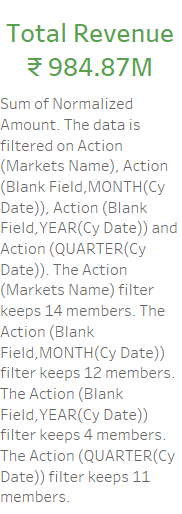 Total Revenue
₹ 984.87M
Sum of Normalized
Amount. The data is
filtered on Action
(Markets Name), Action
(Blank Field,MONTH(Cy
Date)), Action (Blank
Field,YEAR(Cy Date)) and
Action (QUARTER(Cy
Date)). The Action
(Markets Name) filter
keeps 14 members. The
Action (Blank
Field,MONTH(Cy Date))
filter keeps 12 members.
The Action (Blank
Field,YEAR(Cy Date))
filter keeps 4 members.
The Action (QUARTER(Cy
Date)) filter keeps 11
members.